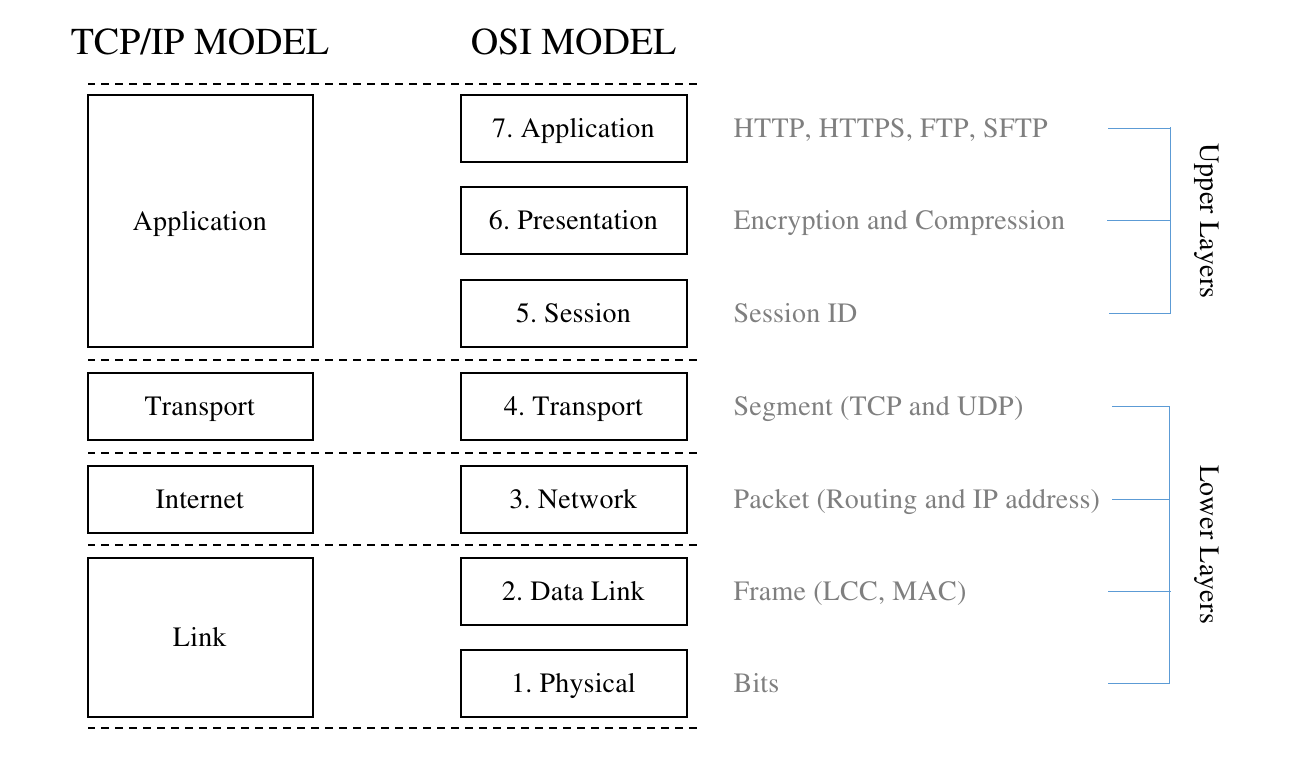 TCP/IP MODEL
OSI MODEL
Application
7. Application
HTTP, HTTPS, FTP, SFTP
6. Presentation
Encryption and Compression
5. Session
Session ID
Upper Layers
Transport
4. Transport
Segment (TCP and UDP)
Internet
3. Network
Packet (Routing and IP address)
Link
2. Data Link
Frame (LCC, MAC)
1. Physical
Bits
Lower Layers